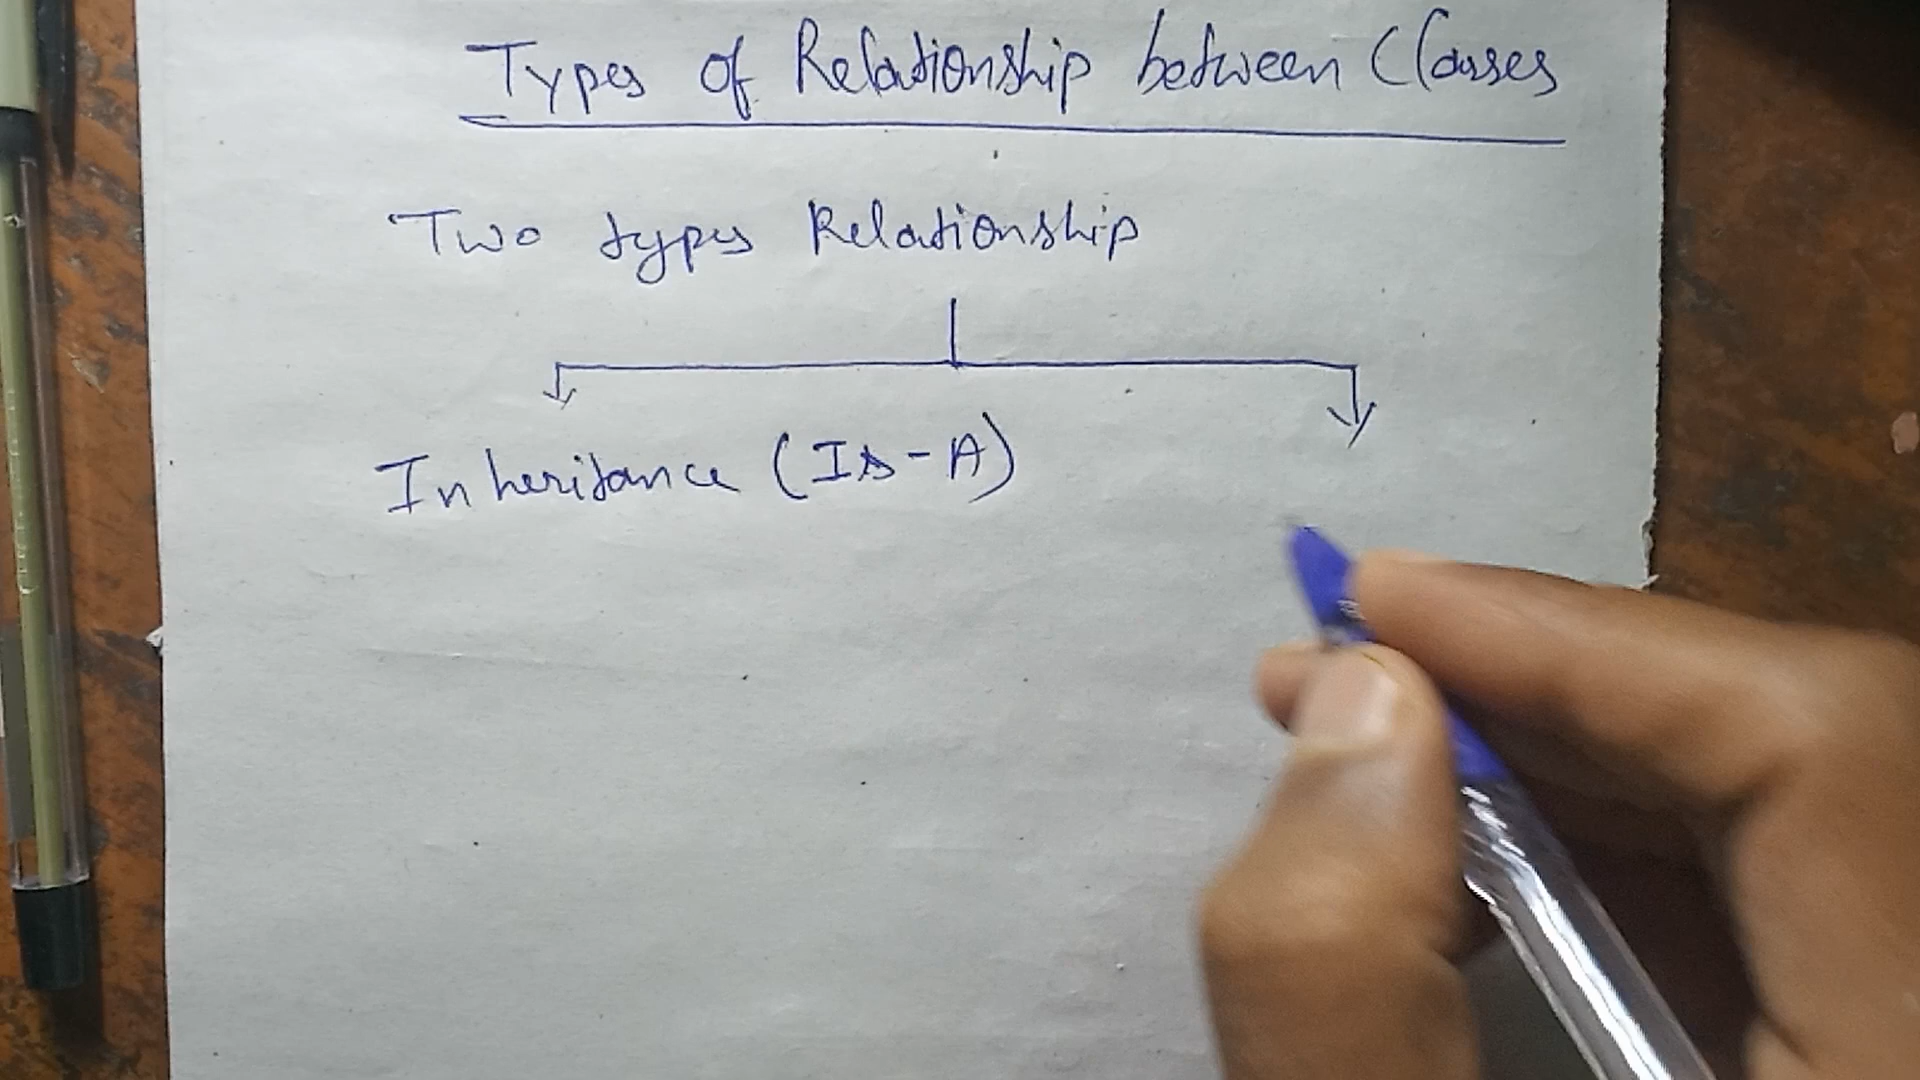 Types of Relationship between Classes
Two types Relationship
Inheritance (Is-A)